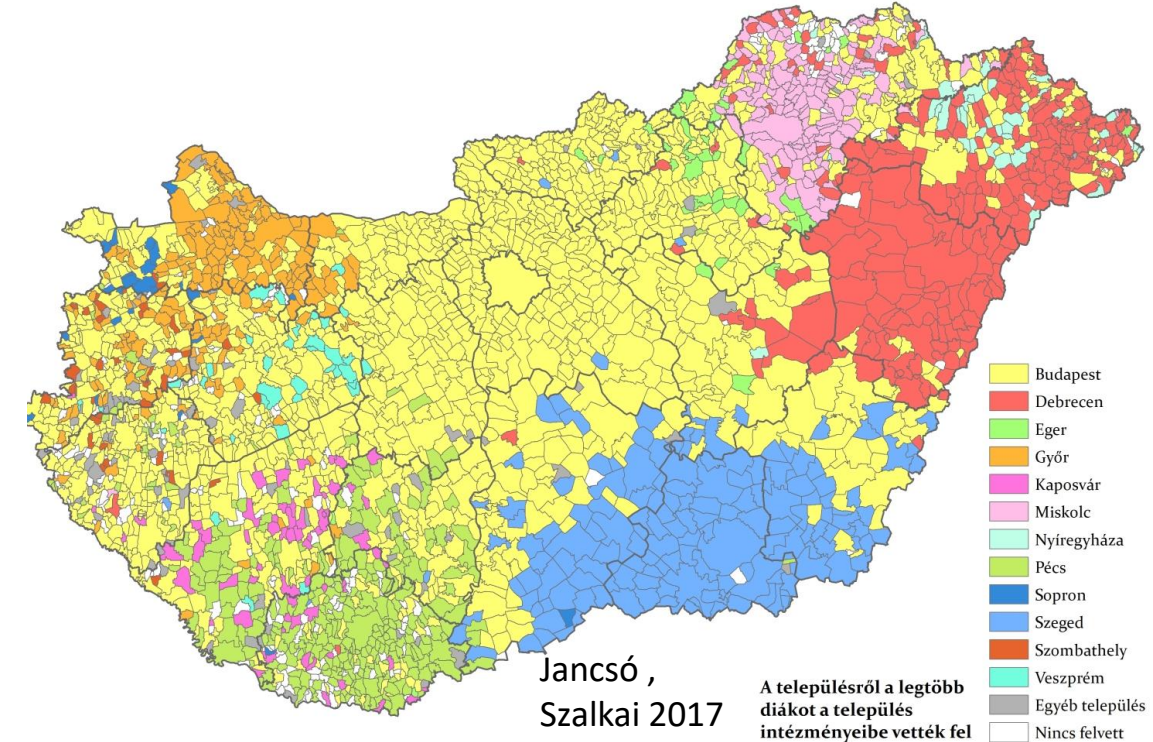 Budapest
Debrecen
Eger
Győr
Kaposvár
Miskolc
Nyíregyháza
Pécs
Sopron
Szeged
Szombathely
Veszprém
Egyéb település
Nincs felvett
Jancsó ,
Szalkai 2017
A településről a legtöbb
diákot a település
intézményeibe vették fel